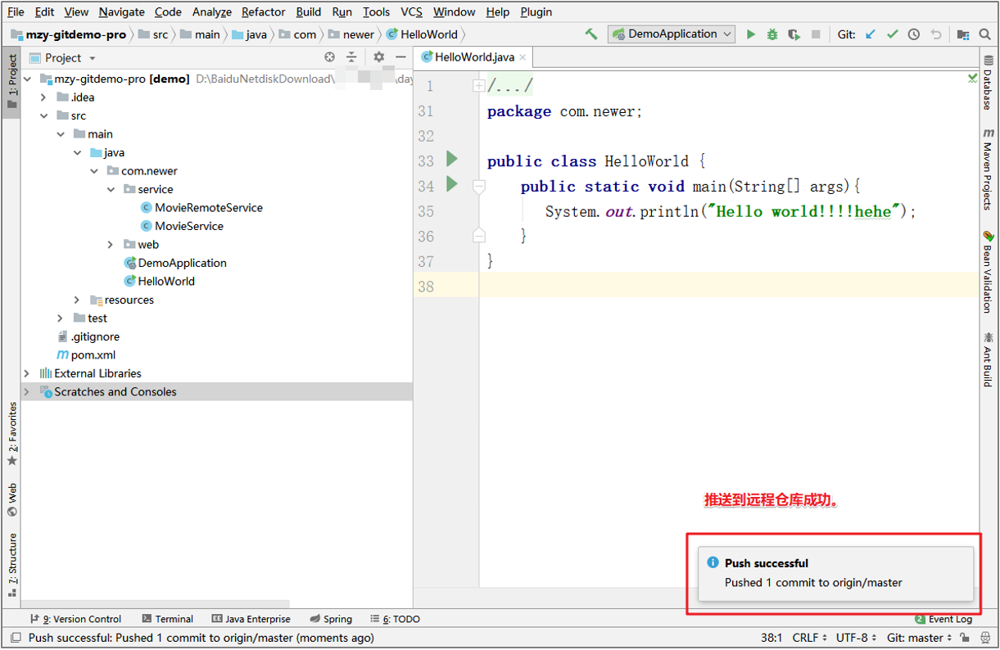 File Edit View Navigate Code Analyze Refactor Build Run Tools VCS Window Help Plugin
mzy-gitdemo-pro src main java com newer HelloWorld DemoApplication Git:
1: Project
Project
HelloWorld.java
mzy-gitdemo-pro [demo] D:\BaiduNetdiskDownload\ \day
.idea
src
main
java
com.newer
service
MovieRemoteService
MovieService
web
DemoApplication
HelloWorld
resources
test
.gitignore
pom.xml
External Libraries
Scratches and Consoles
1 /.../
31 package com.newer;
32
33 public class HelloWorld {
34 public static void main(String[] args){
35 System.out.println("Hello world!!!!hehe");
36 }
37 }
38
Database
Maven Projects
Bean Validation
Ant Build
2: Favorites
Web
7: Structure
推送到远程仓库成功。
Push successful
Pushed 1 commit to origin/master
9: Version Control Terminal Java Enterprise Spring 6: TODO 2 Event Log
Push successful: Pushed 1 commit to origin/master (moments ago) 38:1 CRLF UTF-8 Git: master